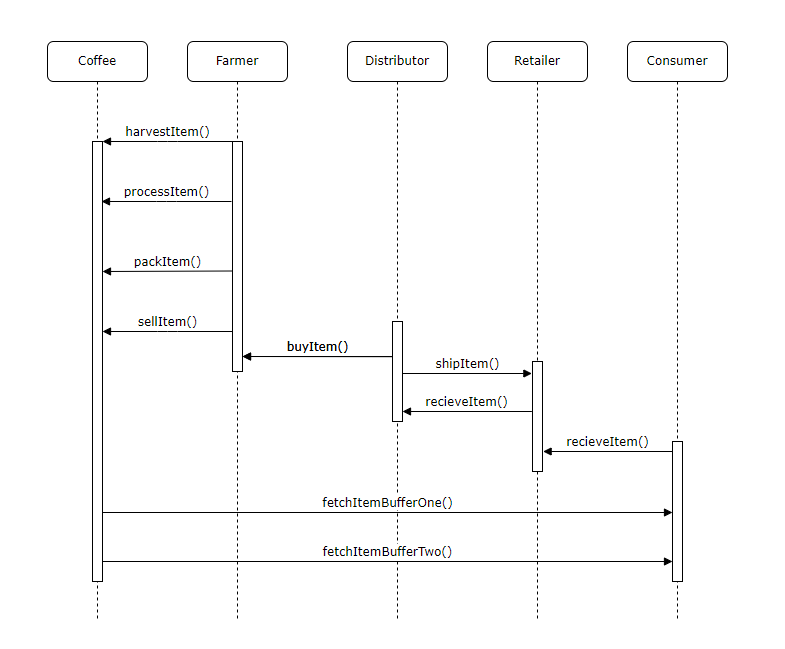 Coffee
Farmer
Distributor
Retailer
Consumer
harvestItem()
processItem()
packItem()
sellItem()
buyItem()
shipItem()
recieveItem()
recieveItem()
fetchItemBufferOne()
fetchItemBufferTwo()